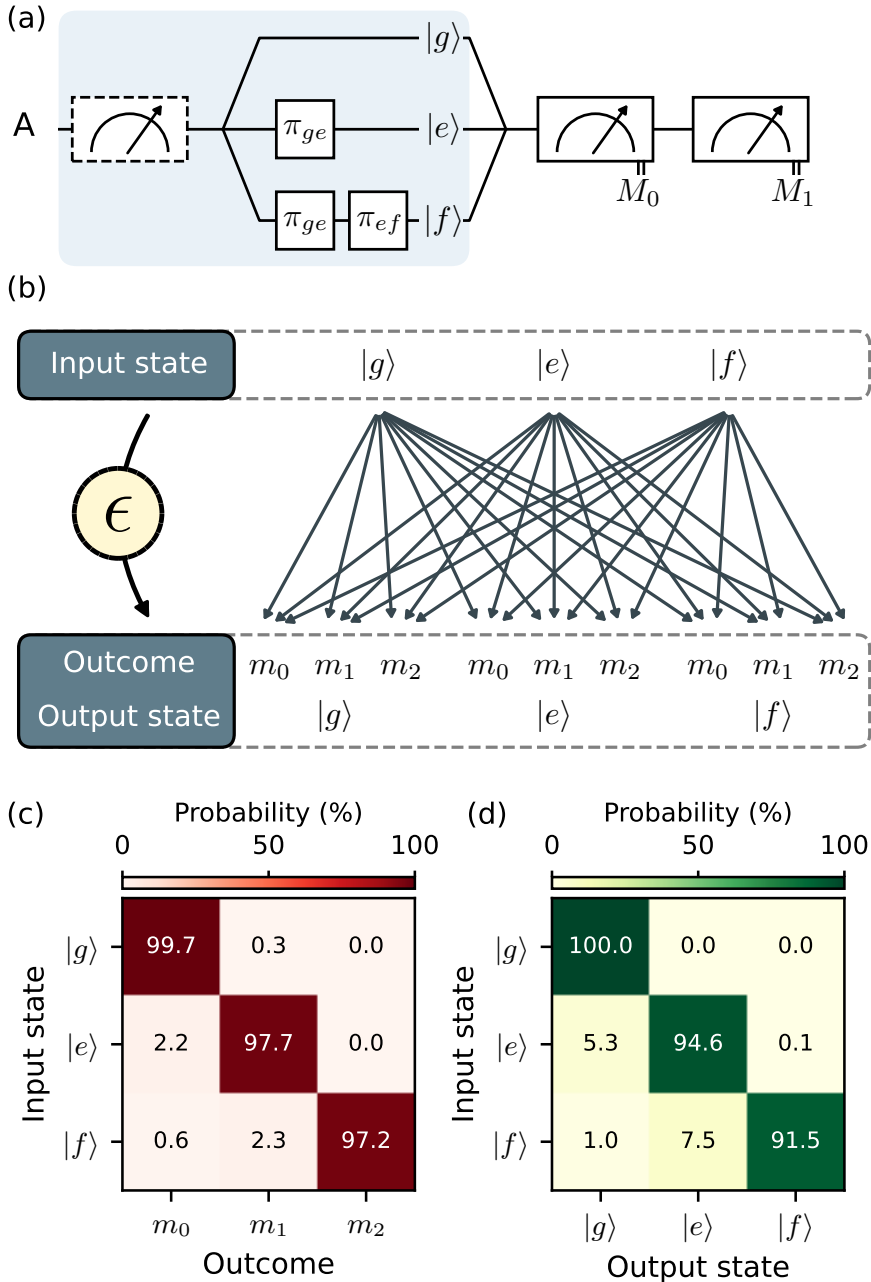 (a)
|g⟩
A π_ge |e⟩
M_0 M_1
π_ge π_ef |f⟩
(b)
Input state |g⟩ |e⟩ |f⟩
ϵ
Outcome m_0 m_1 m_2 m_0 m_1 m_2 m_0 m_1 m_2
Output state |g⟩ |e⟩ |f⟩
(c)
Probability (%)
0 50 100
Input state
|g⟩ 99.7 0.3 0.0
|e⟩ 2.2 97.7 0.0
|f⟩ 0.6 2.3 97.2
m_0 m_1 m_2
Outcome
(d)
Probability (%)
0 50 100
Input state
|g⟩ 100.0 0.0 0.0
|e⟩ 5.3 94.6 0.1
|f⟩ 1.0 7.5 91.5
|g⟩ |e⟩ |f⟩
Output state